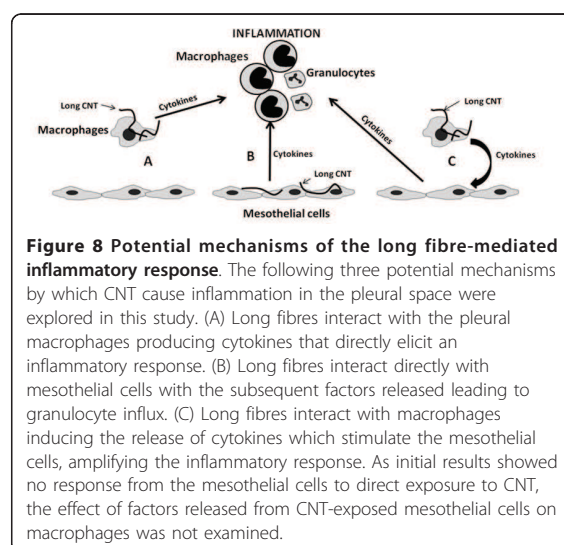 INFLAMMATION
Macrophages
Granulocytes
Long CNT
Cytokines
Macrophages
A
B
Cytokines
Long CNT
Mesothelial cells
Cytokines
Long CNT
C
Cytokines
Figure 8 Potential mechanisms of the long fibre-mediated
inflammatory response. The following three potential mechanisms
by which CNT cause inflammation in the pleural space were
explored in this study. (A) Long fibres interact with the pleural
macrophages producing cytokines that directly elicit an
inflammatory response. (B) Long fibres interact directly with
mesothelial cells with the subsequent factors released leading to
granulocyte influx. (C) Long fibres interact with macrophages
inducing the release of cytokines which stimulate the mesothelial
cells, amplifying the inflammatory response. As initial results showed
no response from the mesothelial cells to direct exposure to CNT,
the effect of factors released from CNT-exposed mesothelial cells on
macrophages was not examined.